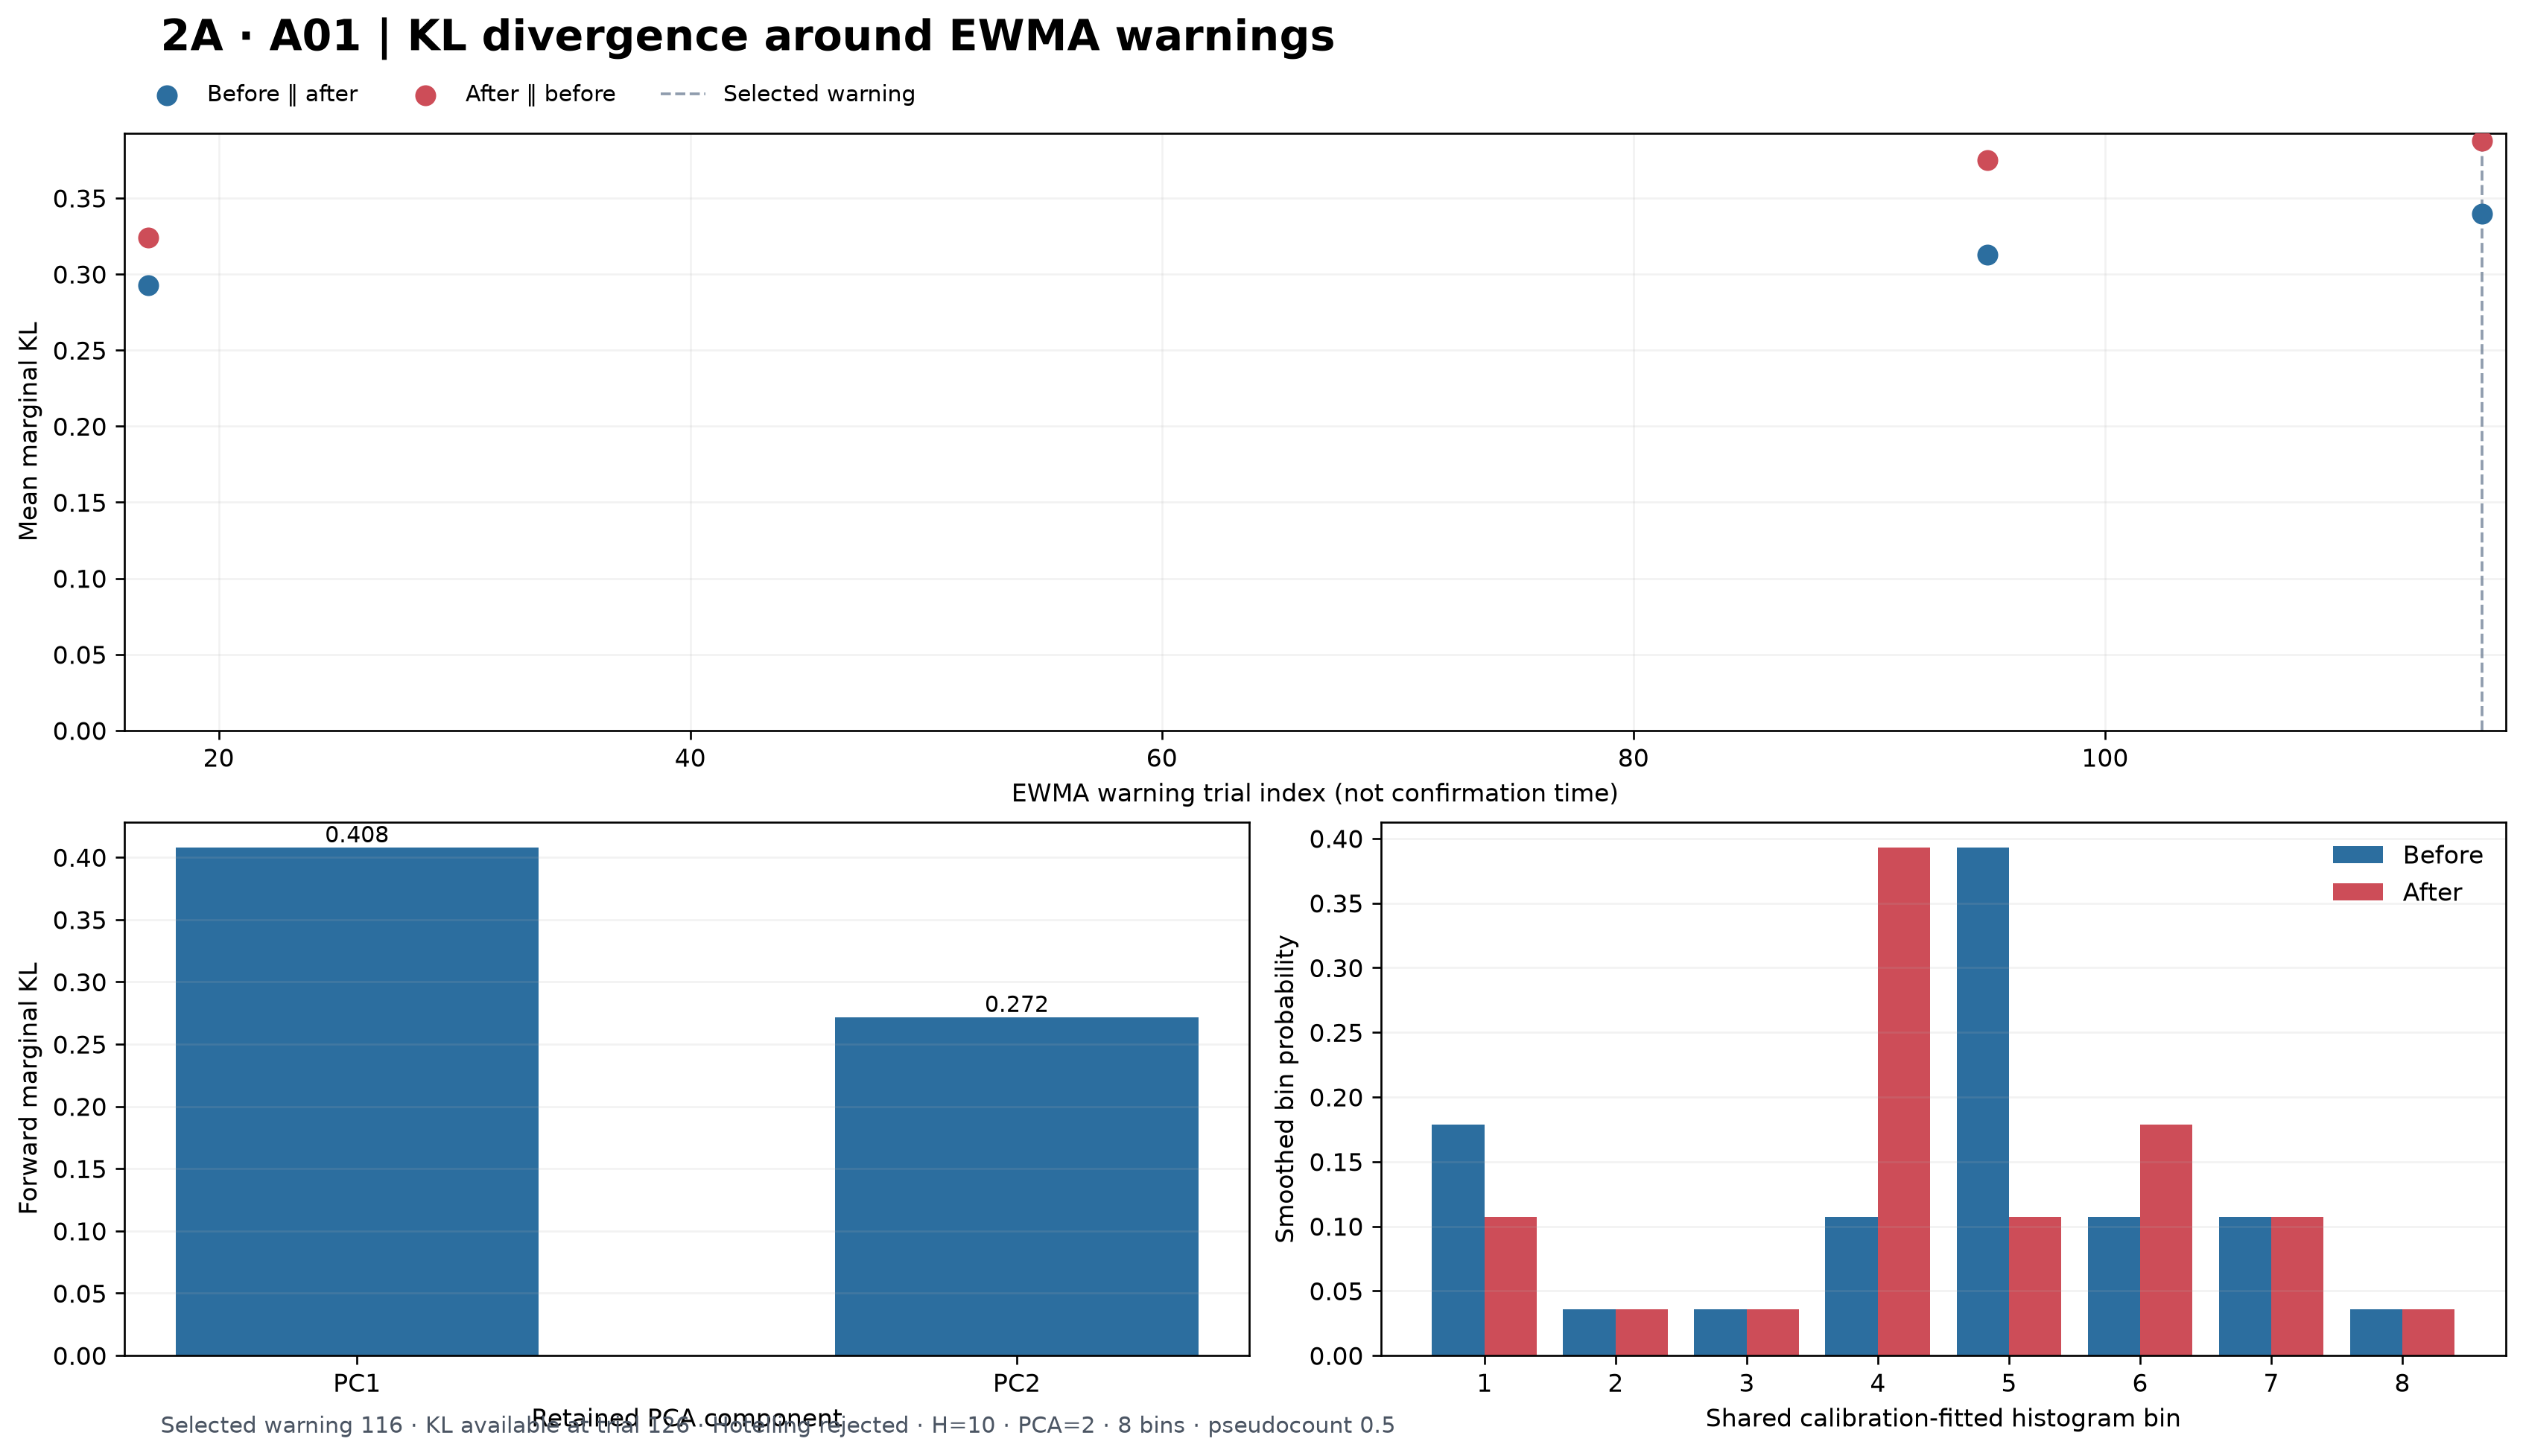 2A · A01 | KL divergence around EWMA warnings
Before ∥ after
After ∥ before
Selected warning
Mean marginal KL
0.35
0.30
0.25
0.20
0.15
0.10
0.05
0.00
20 40 60 80 100
EWMA warning trial index (not confirmation time)
Forward marginal KL
0.40
0.35
0.30
0.25
0.20
0.15
0.10
0.05
0.00
0.408
0.272
PC1 PC2
Retained PCA component
Smoothed bin probability
0.40
0.35
0.30
0.25
0.20
0.15
0.10
0.05
0.00
Before
After
1 2 3 4 5 6 7 8
Shared calibration-fitted histogram bin
Selected warning 116 · KL available at trial 126 · Hotelling rejected · H=10 · PCA=2 · 8 bins · pseudocount 0.5